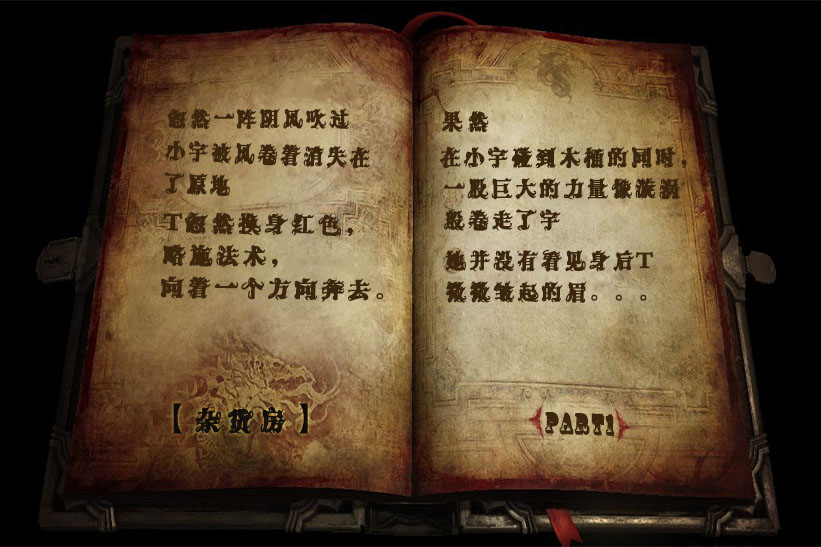 忽然一阵阴风吹过
小宇被风卷着消失在
了原地
T忽然换身红色，
略施法术，
向着一个方向奔去。
【杂货房】
果然
在小宇碰到木桶的同时，
一股巨大的力量像漩涡
般卷走了宇
她并没有看见身后T
微微皱起的眉。。。
PART1